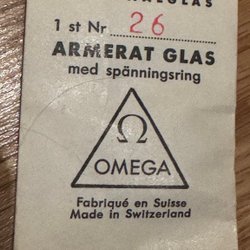 1 st Nr 26
ARMERAT GLAS
med spänningsring
Ω
OMEGA
Fabriqué en Suisse
Made in Switzerland